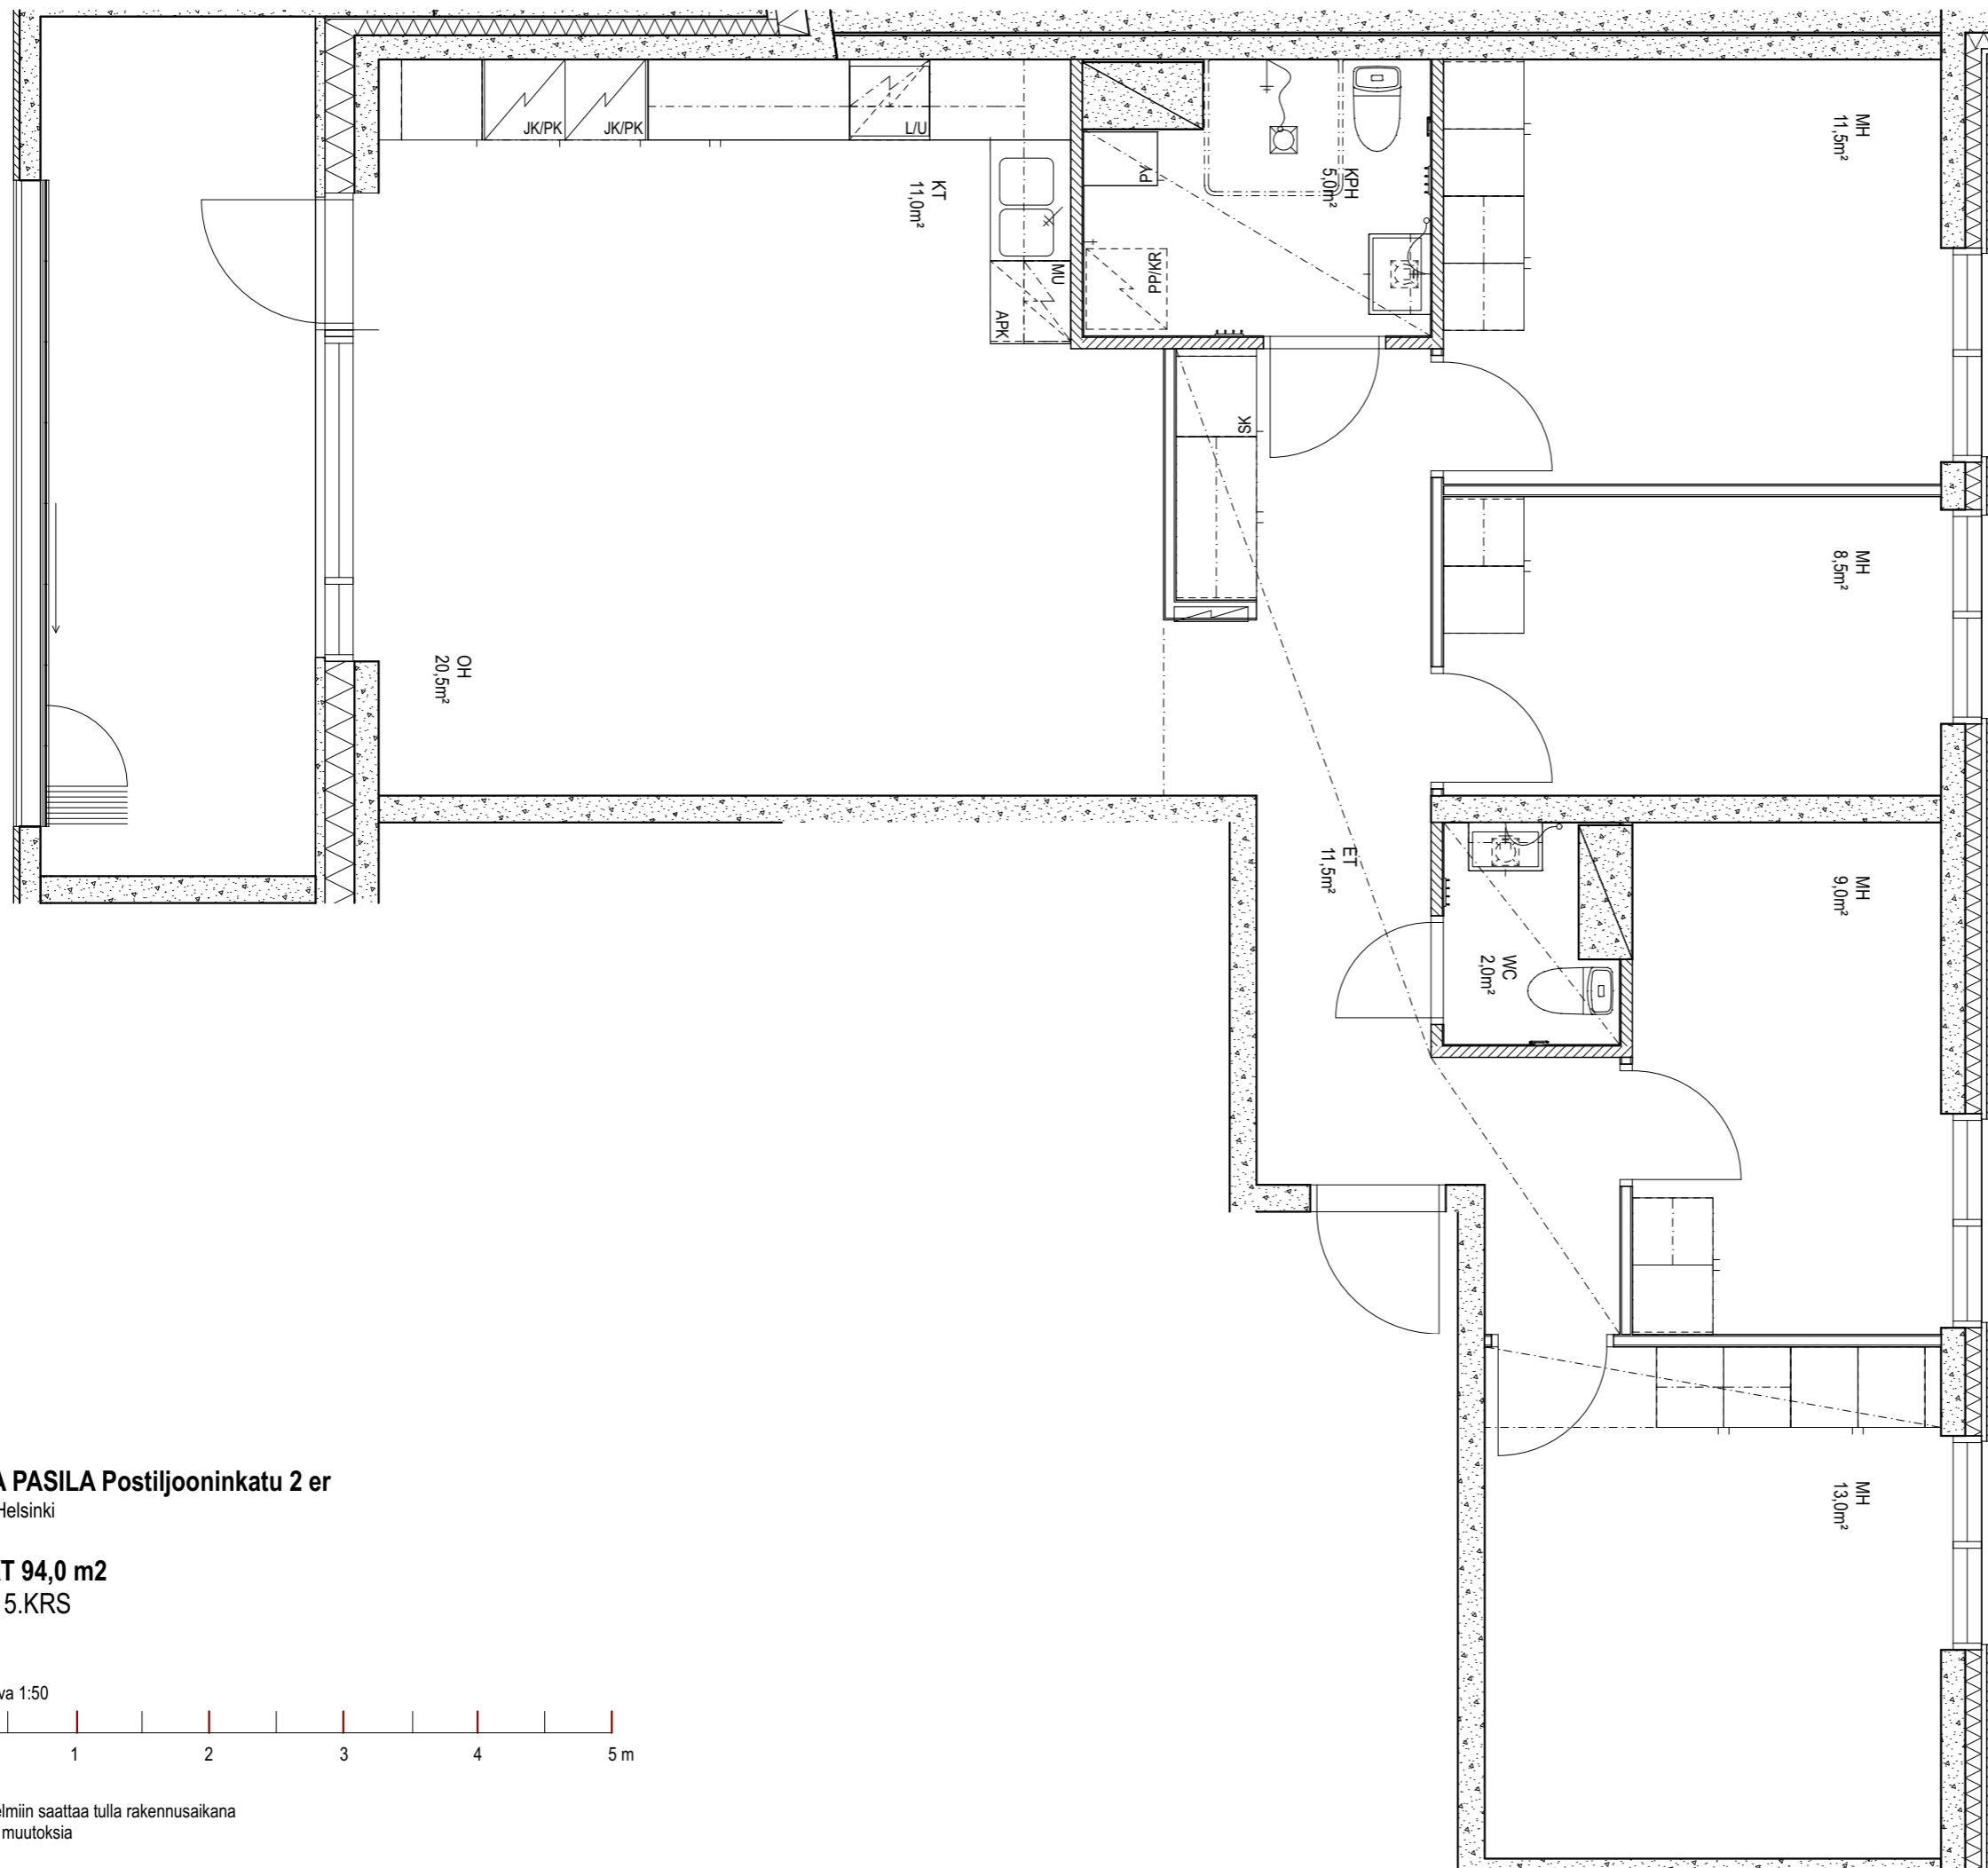 JK/PK
JK/PK
L/U
KT
11,0m²
MU
APK
PY
KPH
5,0m²
PP/KR
SK
MH
11,5m²
MH
8,5m²
OH
20,5m²
ET
11,5m²
WC
2,0m²
MH
9,0m²
MH
13,0m²
PASILA Postiljooninkatu 2 er
Helsinki
94,0 m2
5.KRS
1:50
1 2 3 4 5 m
saattaa tulla rakennusaikana
muutoksia